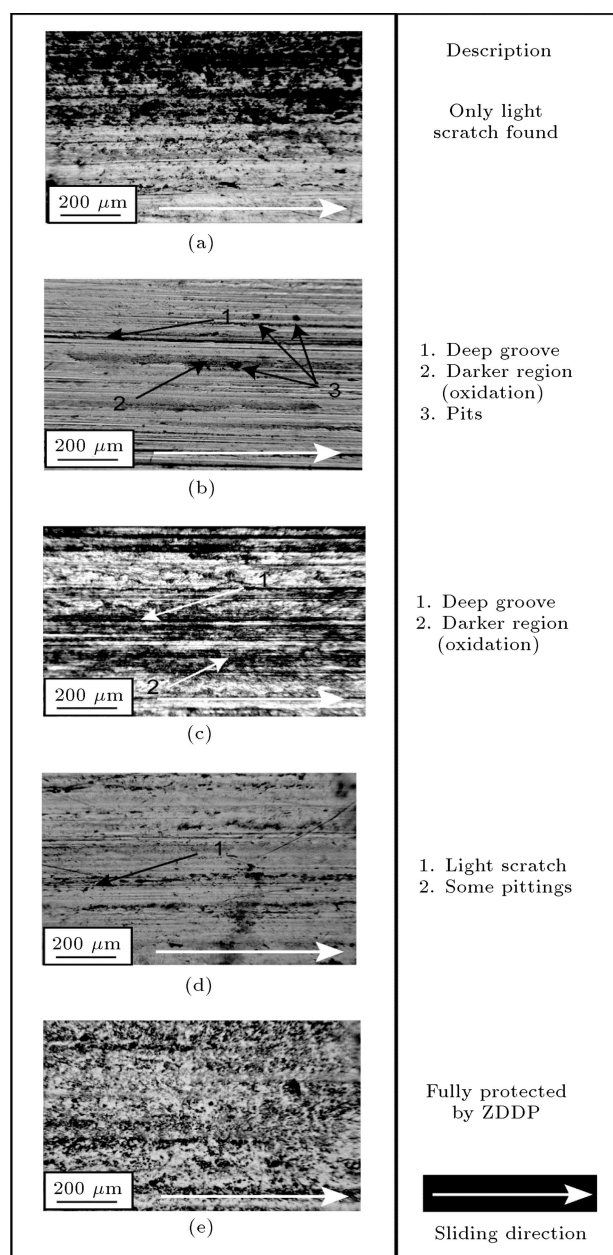 Description
Only light
scratch found
200 μm
(a)
1
2
3
200 μm
(b)
1. Deep groove
2. Darker region
(oxidation)
3. Pits
1
2
200 μm
(c)
1. Deep groove
2. Darker region
(oxidation)
1
200 μm
(d)
1. Light scratch
2. Some pittings
200 μm
(e)
Fully protected
by ZDDP
Sliding direction